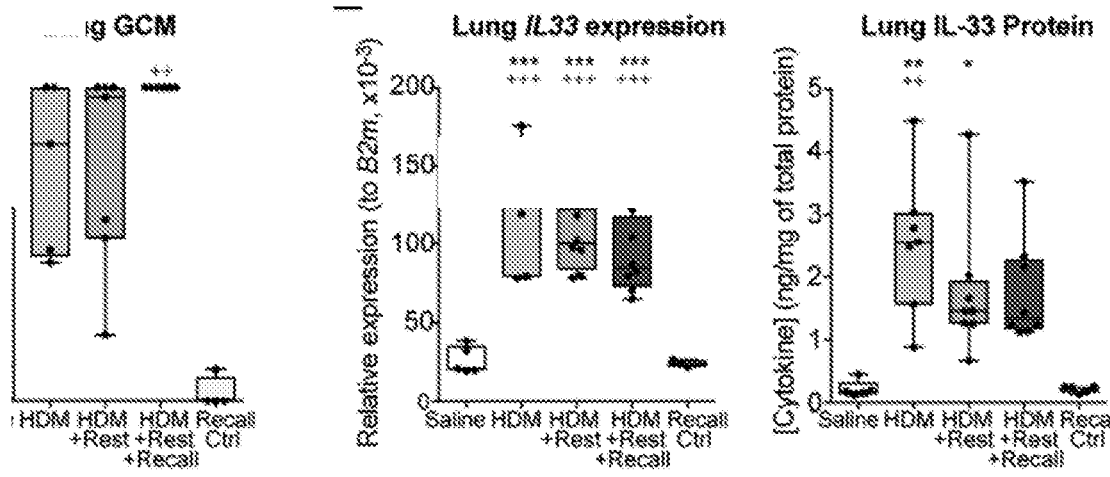 g GCM
++
HDM HDM HDM Recall
+Rest +Rest Ctrl
+Recall
Lung IL33 expression
*** *** ***
+++ +++ +++
Relative expression (to B2m, x10-3)
200
150
100
50
0
Saline HDM HDM HDM Recall
+Rest +Rest Ctrl
+Recall
Lung IL-33 Protein
** *
++
[Cytokine] (ng/mg of total protein)
5
4
3
2
1
0
Saline HDM HDM HDM Recall
+Rest +Rest Ctrl
+Recall